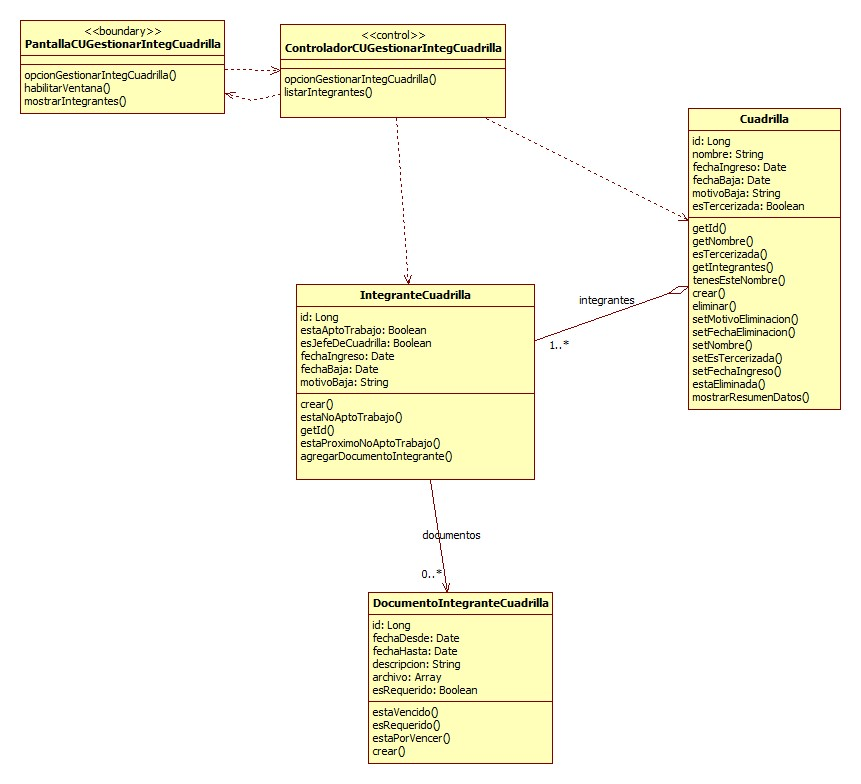 <<boundary>>
PantallaCUGestionarIntegCuadrilla
opcionGestionarIntegCuadrilla()
habilitarVentana()
mostrarIntegrantes()
<<control>>
ControladorCUGestionarIntegCuadrilla
opcionGestionarIntegCuadrilla()
listarIntegrantes()
Cuadrilla
id: Long
nombre: String
fechaIngreso: Date
fechaBaja: Date
motivoBaja: String
esTercerizada: Boolean
getId()
getNombre()
esTercerizada()
getIntegrantes()
tenesEsteNombre()
crear()
eliminar()
setMotivoEliminacion()
setFechaEliminacion()
setNombre()
setEsTercerizada()
setFechaIngreso()
estaEliminada()
mostrarResumenDatos()
integrantes
1..*
IntegranteCuadrilla
id: Long
estaAptoTrabajo: Boolean
esJefeDeCuadrilla: Boolean
fechaIngreso: Date
fechaBaja: Date
motivoBaja: String
crear()
estaNoAptoTrabajo()
getId()
estaProximoNoAptoTrabajo()
agregarDocumentoIntegrante()
documentos
0..*
DocumentoIntegranteCuadrilla
id: Long
fechaDesde: Date
fechaHasta: Date
descripcion: String
archivo: Array
esRequerido: Boolean
estaVencido()
esRequerido()
estaPorVencer()
crear()